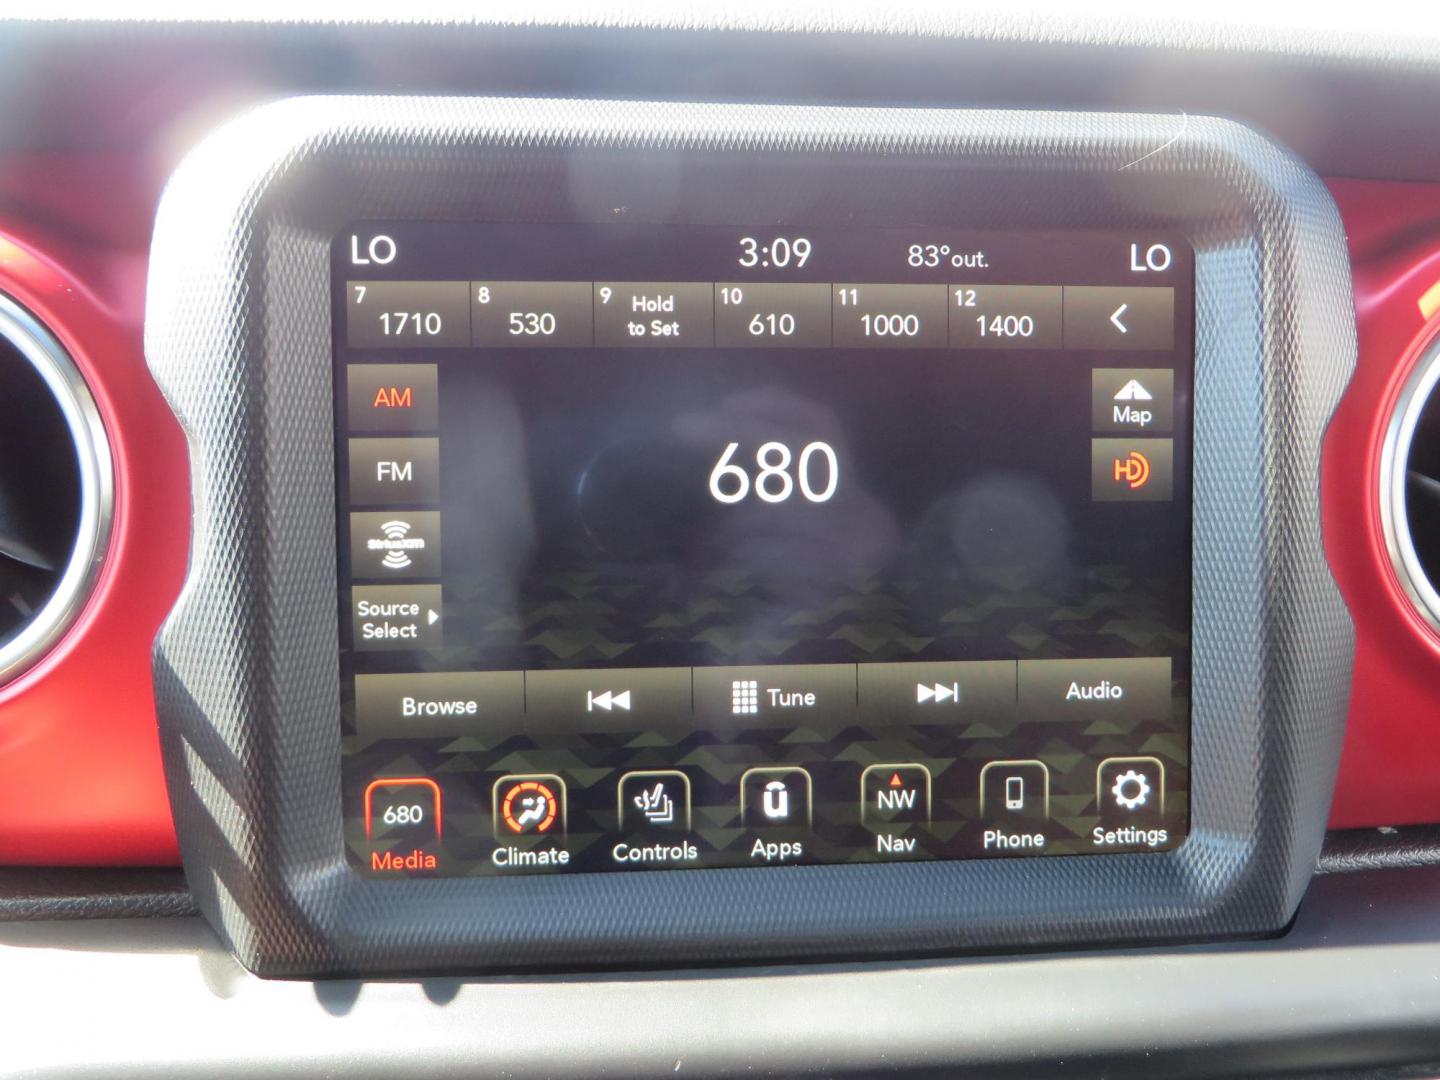 LO 3:09 83°out. LO
7 1710 8 530 9 Hold to Set 10 610 11 1000 12 1400
AM
FM
SiriusXM
Source
Select
680
Map
HD
Browse Tune Audio
680 NW
Media Climate Controls Apps Nav Phone Settings